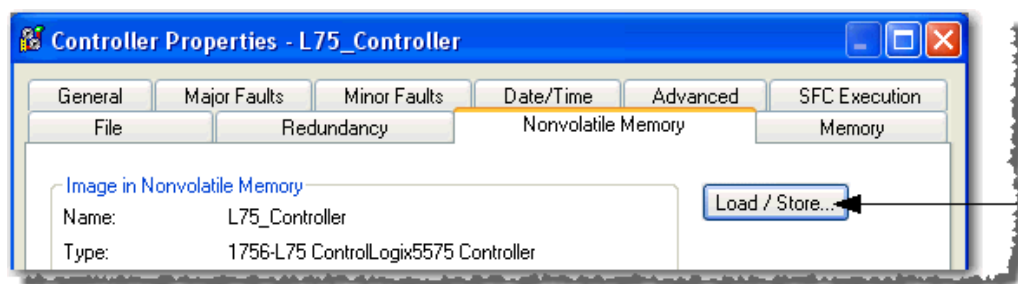 Controller Properties - L75_Controller
General Major Faults Minor Faults Date/Time Advanced SFC Execution
File Redundancy Nonvolatile Memory Memory
Image in Nonvolatile Memory
Load / Store...
Name: L75_Controller
Type: 1756-L75 ControlLogix5575 Controller